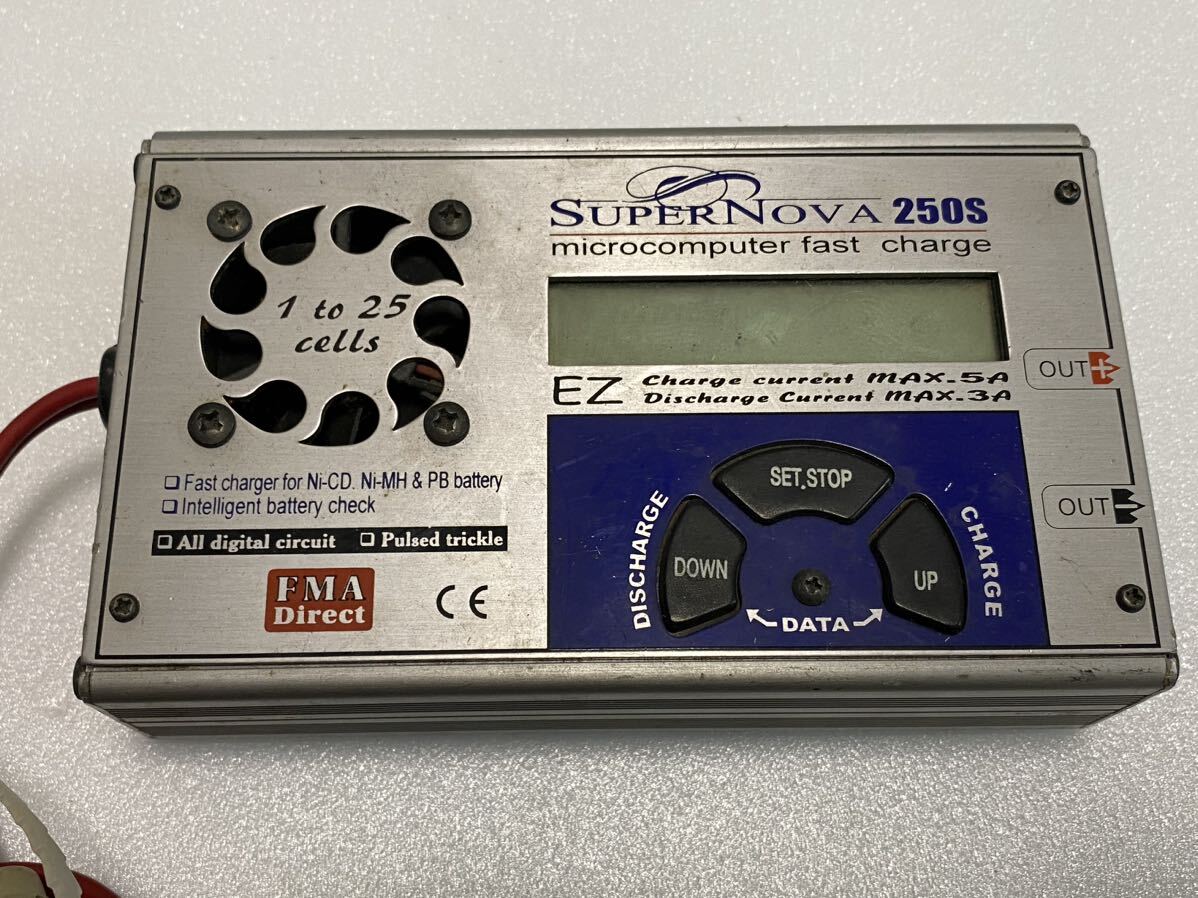 SUPERNOVA 250S
microcomputer fast charge
1 to 25
cells
OUT+
EZ
Charge current MAX.5A
Discharge Current MAX.3A
❏ Fast charger for Ni-CD. Ni-MH & PB battery
❏ Intelligent battery check
❏ All digital circuit ❏ Pulsed trickle
FMA
Direct
CE
SET.STOP
DISCHARGE
DOWN
UP
CHARGE
DATA
OUT-